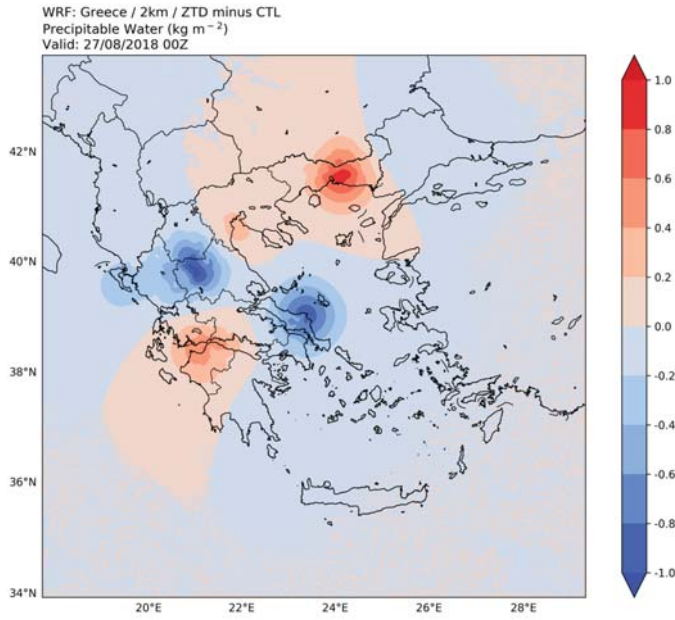 WRF: Greece / 2km / ZTD minus CTL
Precipitable Water (kg m⁻²)
Valid: 27/08/2018 00Z
1.0
0.8
0.6
0.4
0.2
0.0
-0.2
-0.4
-0.6
-0.8
-1.0
42°N
40°N
38°N
36°N
34°N
20°E 22°E 24°E 26°E 28°E